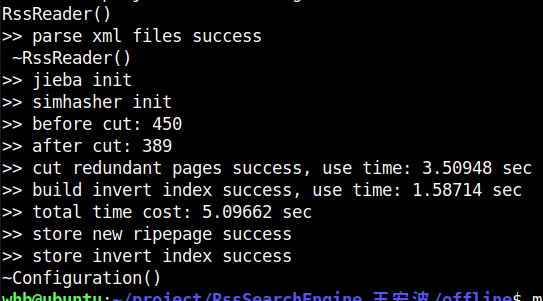 RssReader()
>> parse xml files success
 ~RssReader()
>> jieba init
>> simhasher init
>> before cut: 450
>> after cut: 389
>> cut redundant pages success, use time: 3.50948 sec
>> build invert index success, use time: 1.58714 sec
>> total time cost: 5.09662 sec
>> store new ripepage success
>> store invert index success
~Configuration()
whb@ubuntu:~/project/RssSearchEngine_王宏波/offline$ m